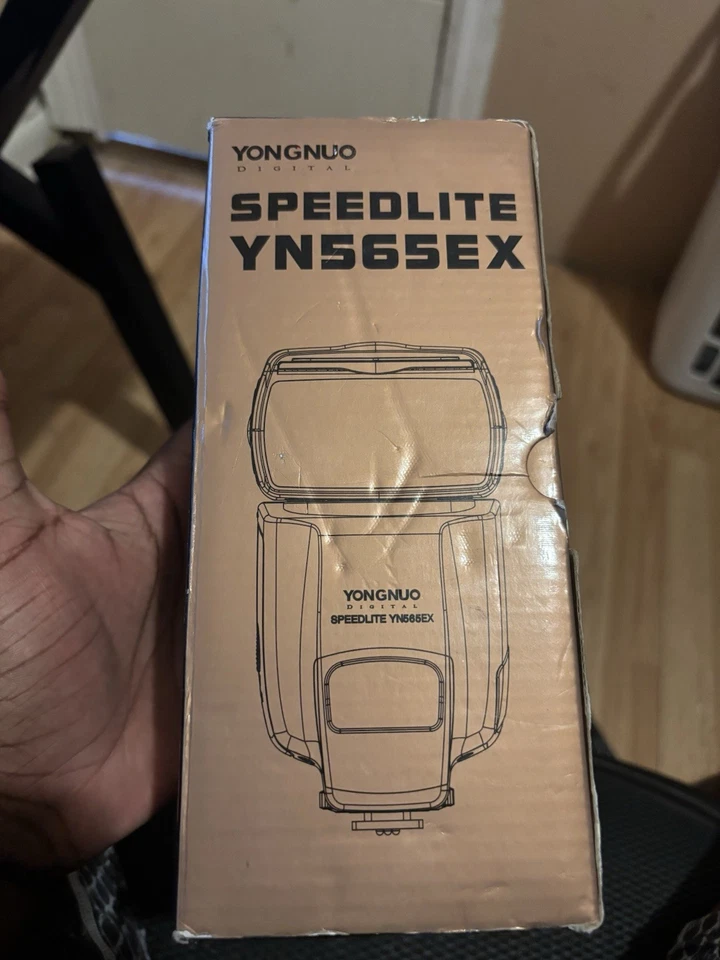 YONGNUO
DIGITAL
SPEEDLITE
YN565EX
YONGNUO
DIGITAL
SPEEDLITE YN565EX